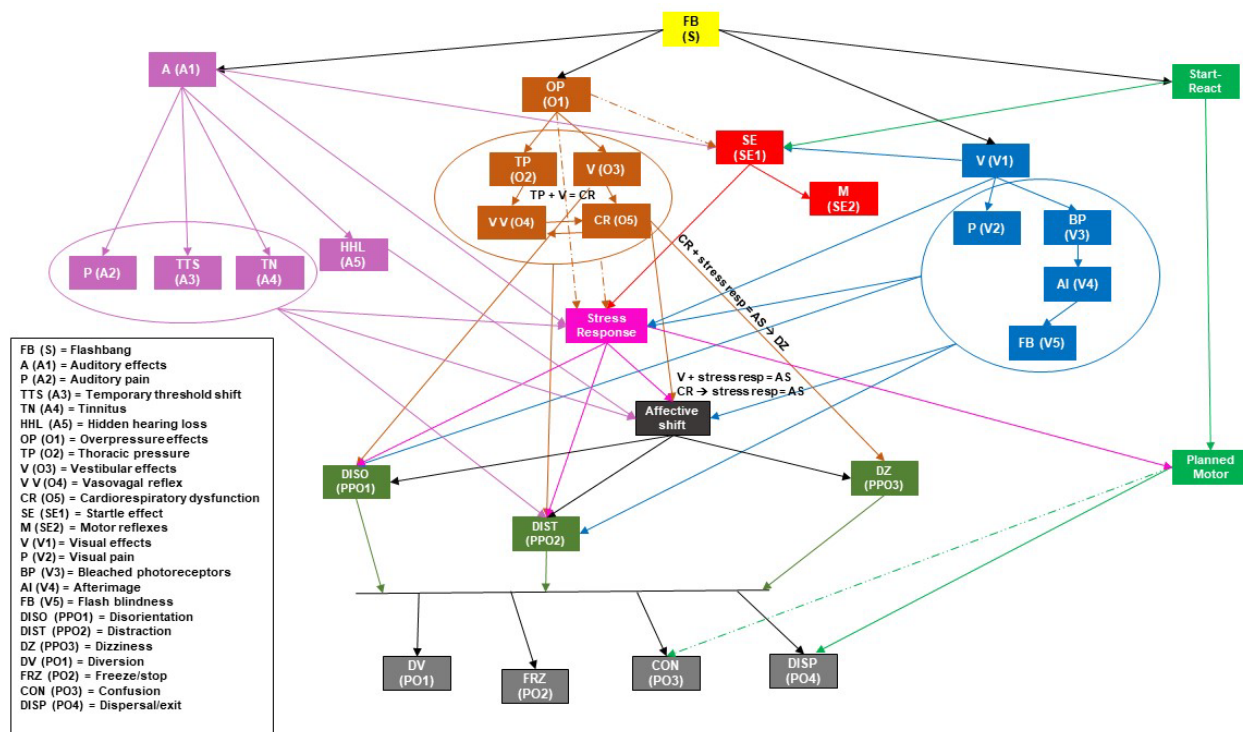 FB
(S)
A (A1)
OP
(O1)
Start-
React
SE
(SE1)
V (V1)
TP
(O2)
V (O3)
TP + V = CR
M
(SE2)
V V (O4)
CR (O5)
P (V2)
BP
(V3)
P (A2)
TTS
(A3)
TN
(A4)
HHL
(A5)
CR + stress resp = AS → DZ
AI (V4)
Stress
Response
FB (V5)
V + stress resp = AS
CR → stress resp = AS
Affective
shift
DISO
(PPO1)
DIST
(PPO2)
DZ
(PPO3)
Planned
Motor
DV
(PO1)
FRZ
(PO2)
CON
(PO3)
DISP
(PO4)
FB (S) = Flashbang
A (A1) = Auditory effects
P (A2) = Auditory pain
TTS (A3) = Temporary threshold shift
TN (A4) = Tinnitus
HHL (A5) = Hidden hearing loss
OP (O1) = Overpressure effects
TP (O2) = Thoracic pressure
V (O3) = Vestibular effects
V V (O4) = Vasovagal reflex
CR (O5) = Cardiorespiratory dysfunction
SE (SE1) = Startle effect
M (SE2) = Motor reflexes
V (V1) = Visual effects
P (V2) = Visual pain
BP (V3) = Bleached photoreceptors
AI (V4) = Afterimage
FB (V5) = Flash blindness
DISO (PPO1) = Disorientation
DIST (PPO2) = Distraction
DZ (PPO3) = Dizziness
DV (PO1) = Diversion
FRZ (PO2) = Freeze/stop
CON (PO3) = Confusion
DISP (PO4) = Dispersal/exit